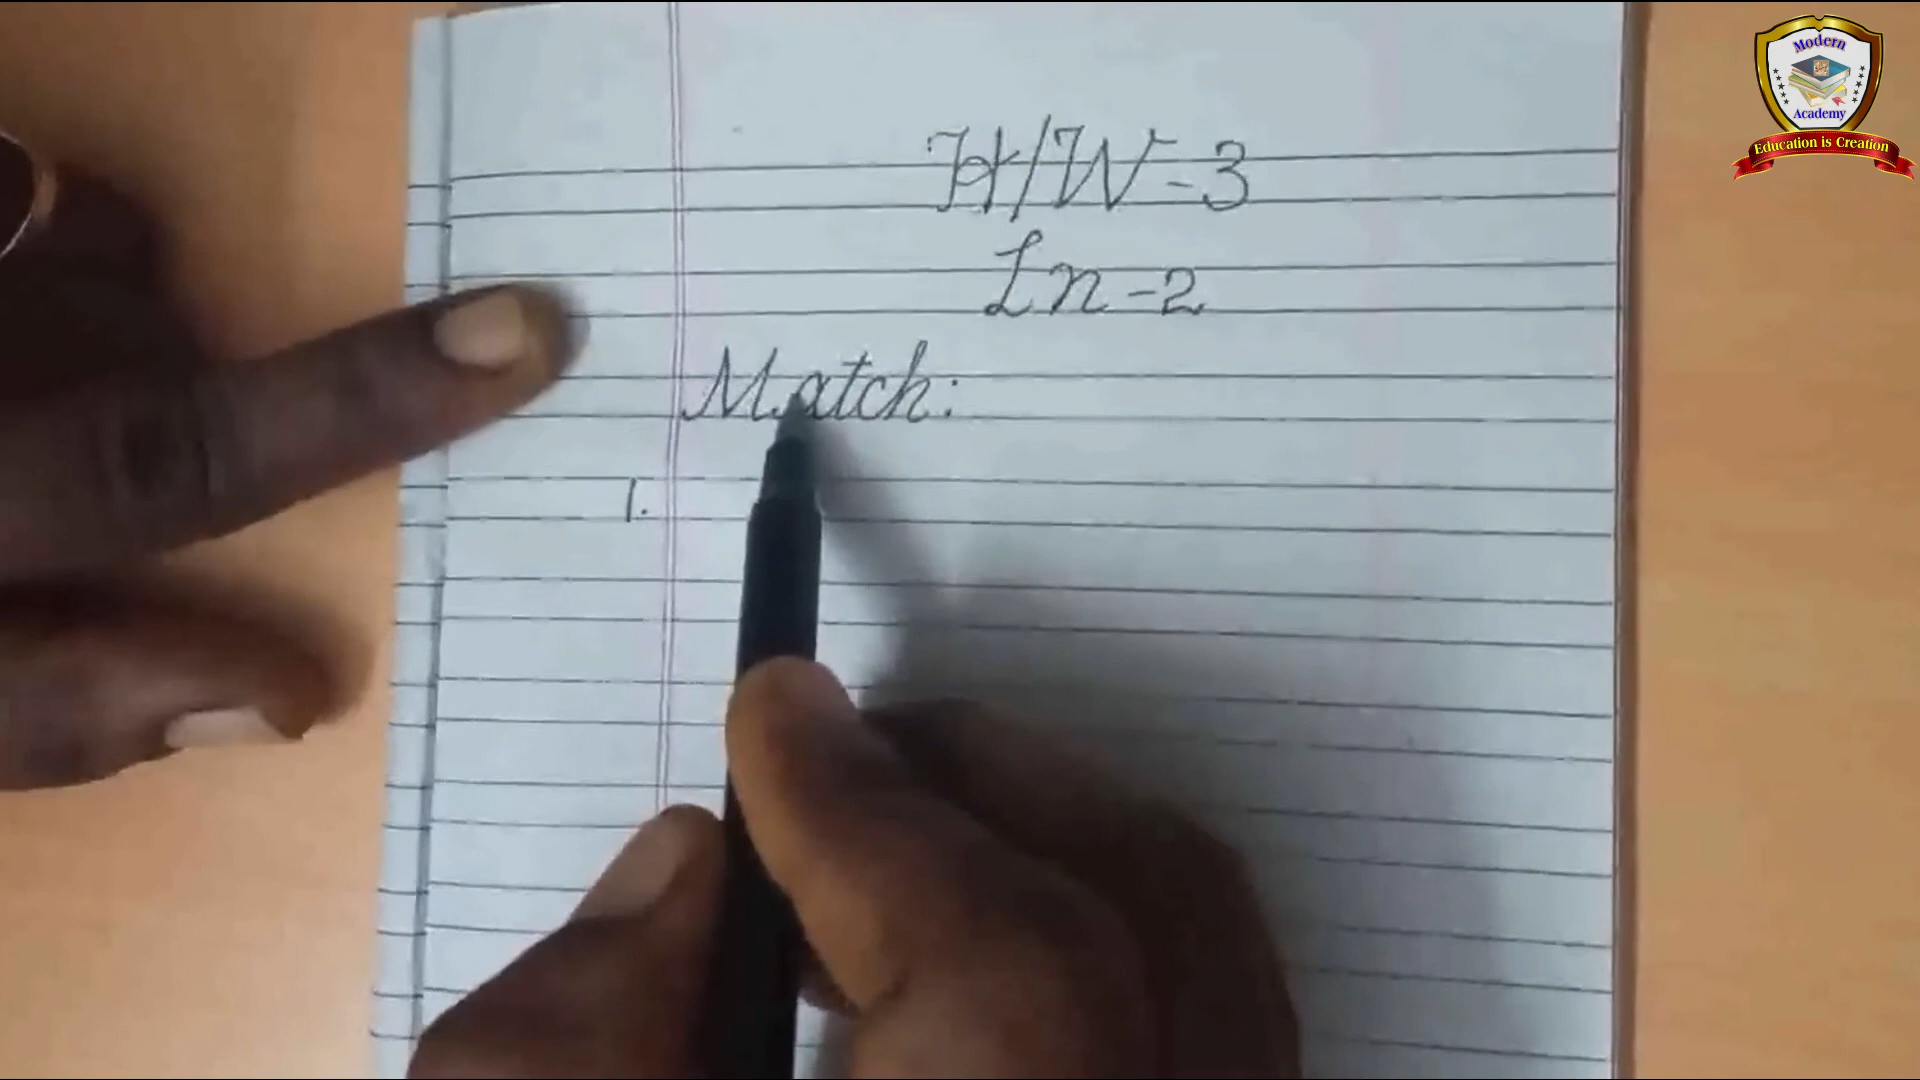 Modern
Academy
Education is Creation
H/W-3
Ln-2
Match:
1.